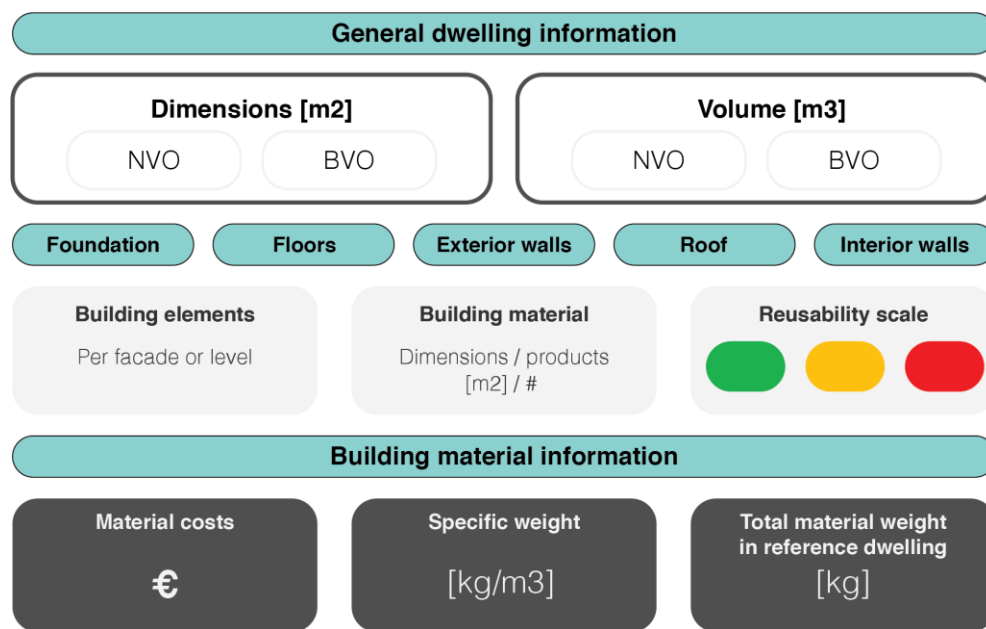 General dwelling information
Dimensions [m2]
NVO
BVO
Volume [m3]
NVO
BVO
Foundation
Floors
Exterior walls
Roof
Interior walls
Building elements
Per facade or level
Building material
Dimensions / products
[m2] / #
Reusability scale
Building material information
Material costs
€
Specific weight
[kg/m3]
Total material weight
in reference dwelling
[kg]